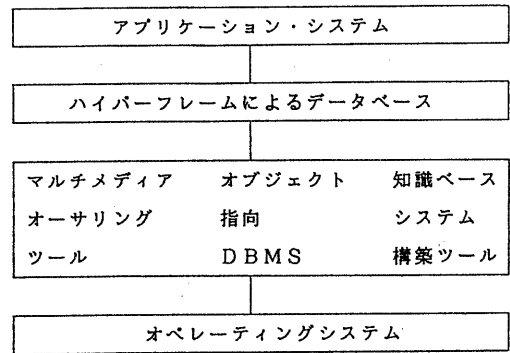 アプリケーション・システム
ハイパーフレームによるデータベース
マルチメディア オブジェクト 知識ベース
オーサリング 指向 システム
ツール DBMS 構築ツール
オペレーティングシステム